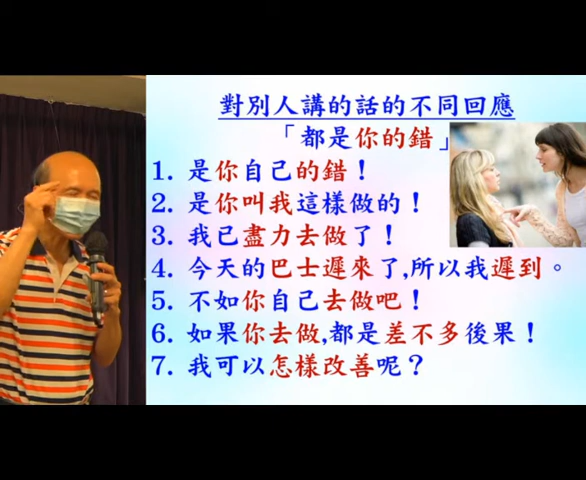 對別人講的話的不同回應
「都是你的錯」
1. 是你自己的錯！
2. 是你叫我這樣做的！
3. 我已盡力去做了！
4. 今天的巴士遲來了,所以我遲到。
5. 不如你自己去做吧！
6. 如果你去做,都是差不多後果！
7. 我可以怎樣改善呢？